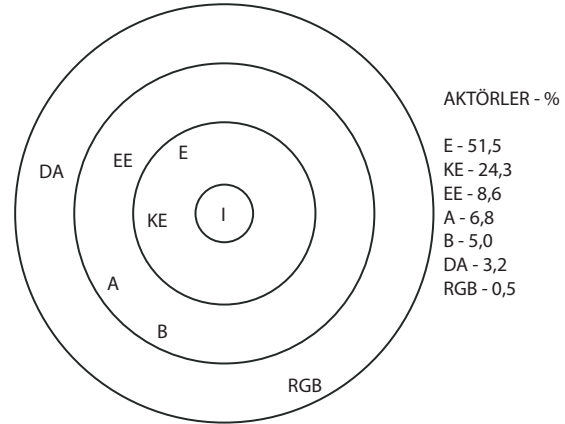 E
EE
DA
KE
I
A
B
RGB
AKTÖRLER - %
E - 51,5
KE - 24,3
EE - 8,6
A - 6,8
B - 5,0
DA - 3,2
RGB - 0,5